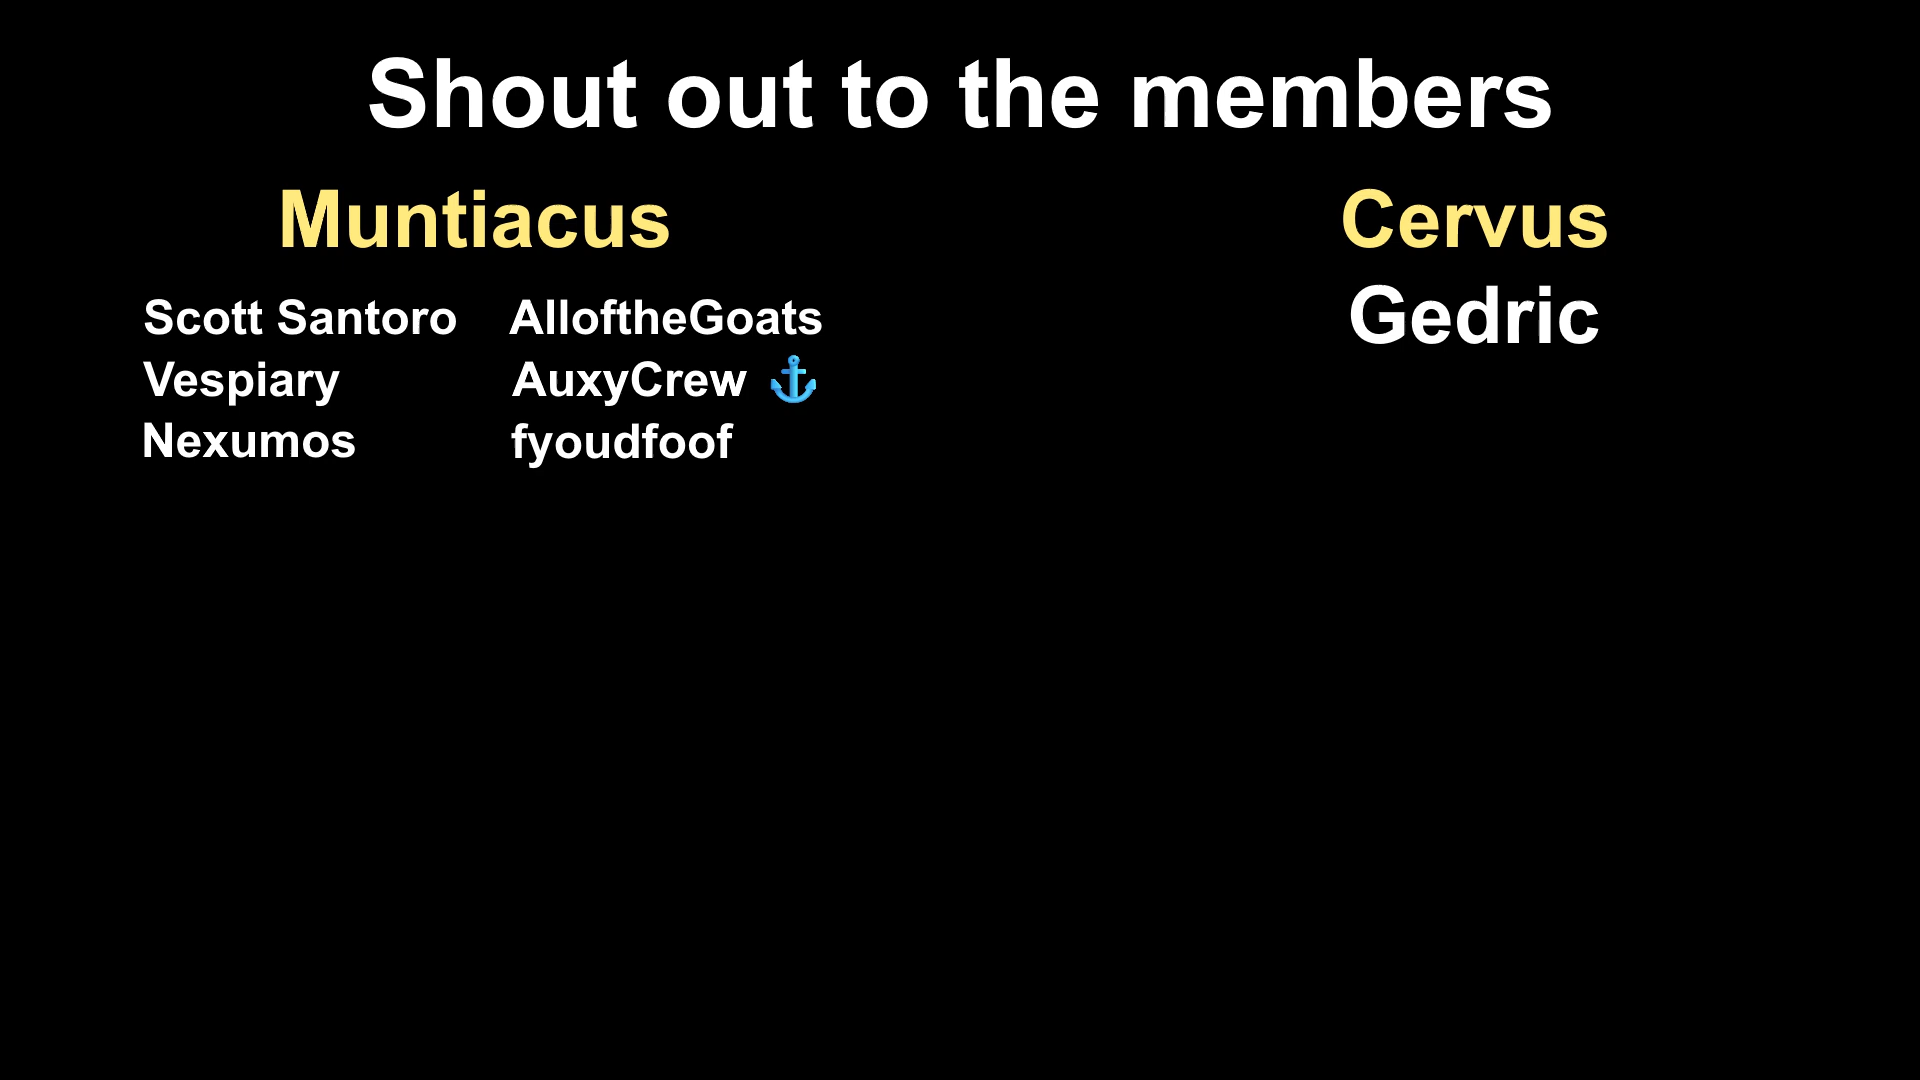 Shout out to the members
Muntiacus
Scott Santoro AlloftheGoats
Vespiary AuxyCrew ⚓
Nexumos fyoudfoof
Cervus
Gedric